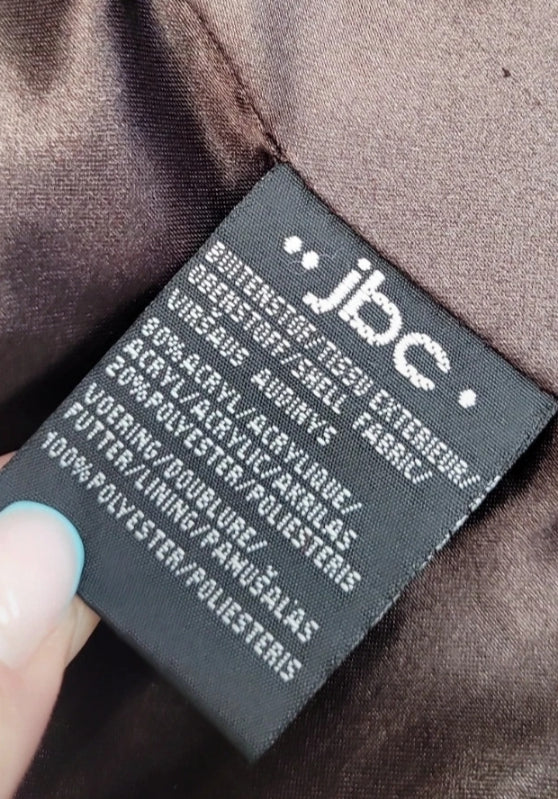 jbc
BUITENSTOF/TISSU EXTERIEUR/
OBERSTOFF/SHELL FABRIC/
VIRŠAUS AUDINYS
80%ACRYL/ACRYLIQUE/
ACRYL/ACRYLIC/AKRILAS
20%POLYESTER/POLIESTERIS
VOERING/DOUBLURE/
FUTTER/LINING/PAMUŠALAS
100%POLYESTER/POLIESTERIS